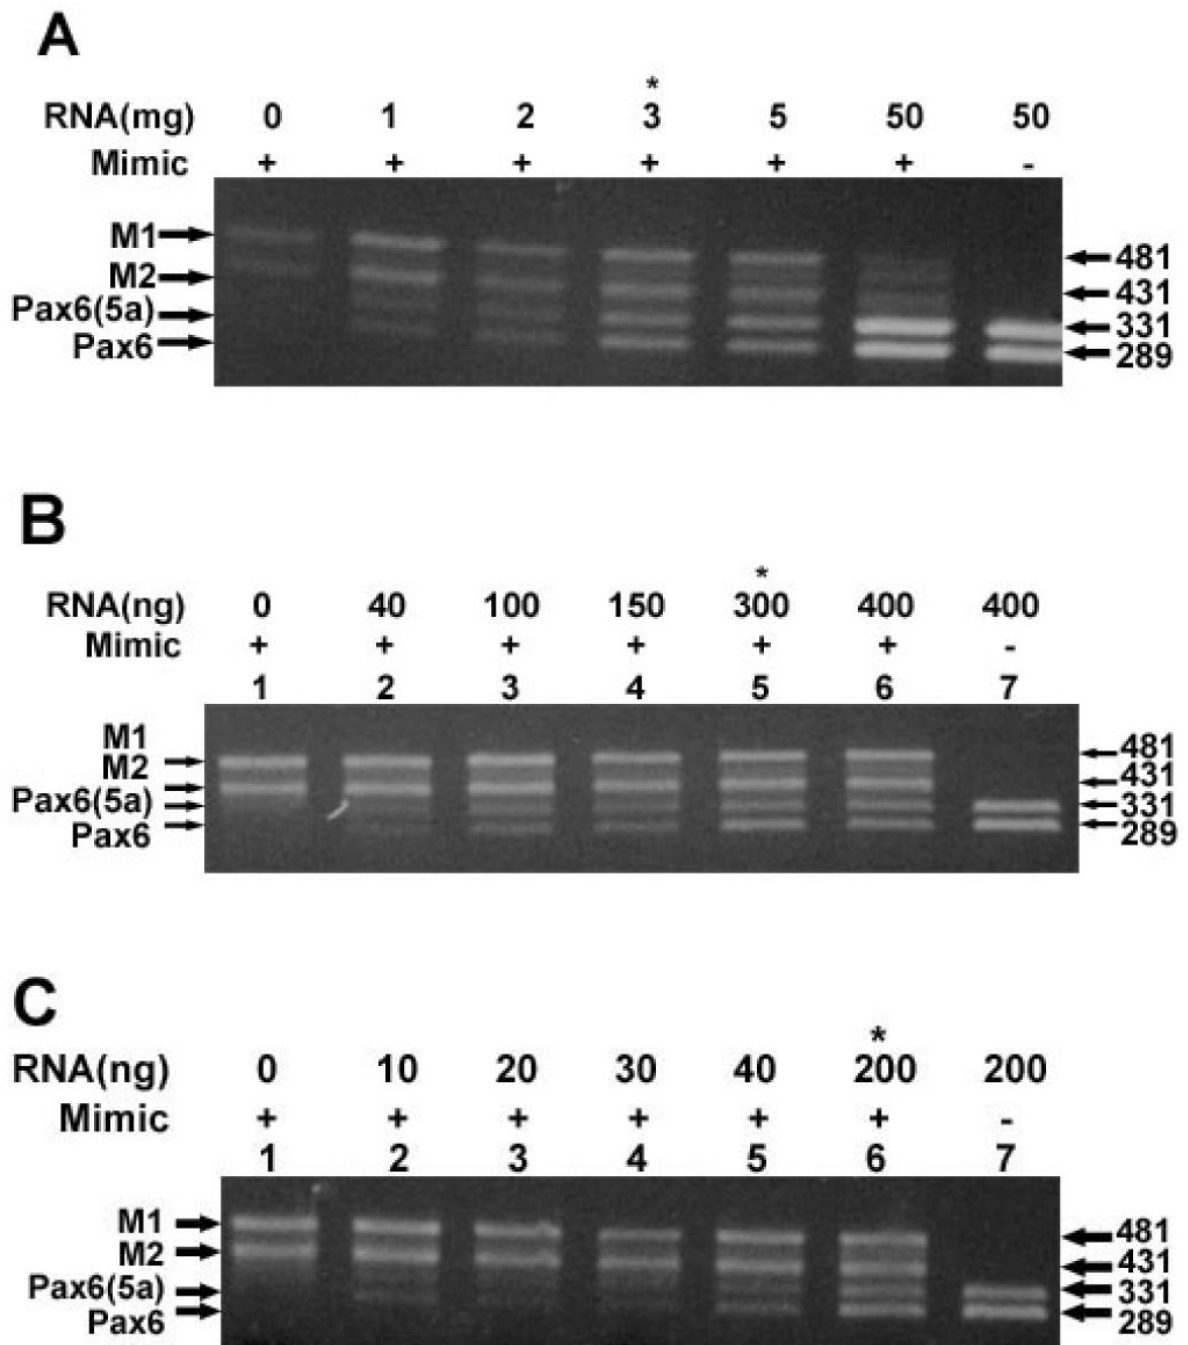 A
*
RNA(mg) 0 1 2 3 5 50 50
Mimic + + + + + + -
M1 481
M2 431
Pax6(5a) 331
Pax6 289
B
*
RNA(ng) 0 40 100 150 300 400 400
Mimic + + + + + + -
1 2 3 4 5 6 7
M1 481
M2 431
Pax6(5a) 331
Pax6 289
C
*
RNA(ng) 0 10 20 30 40 200 200
Mimic + + + + + + -
1 2 3 4 5 6 7
M1 481
M2 431
Pax6(5a) 331
Pax6 289